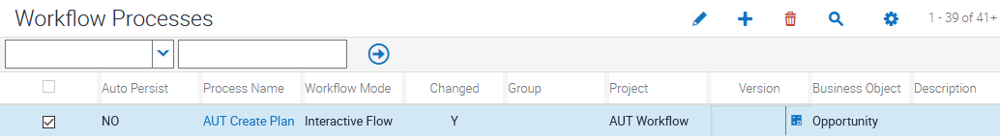 Workflow Processes
1 - 39 of 41+
Auto Persist Process Name Workflow Mode Changed Group Project Version Business Object Description
NO AUT Create Plan Interactive Flow Y AUT Workflow Opportunity